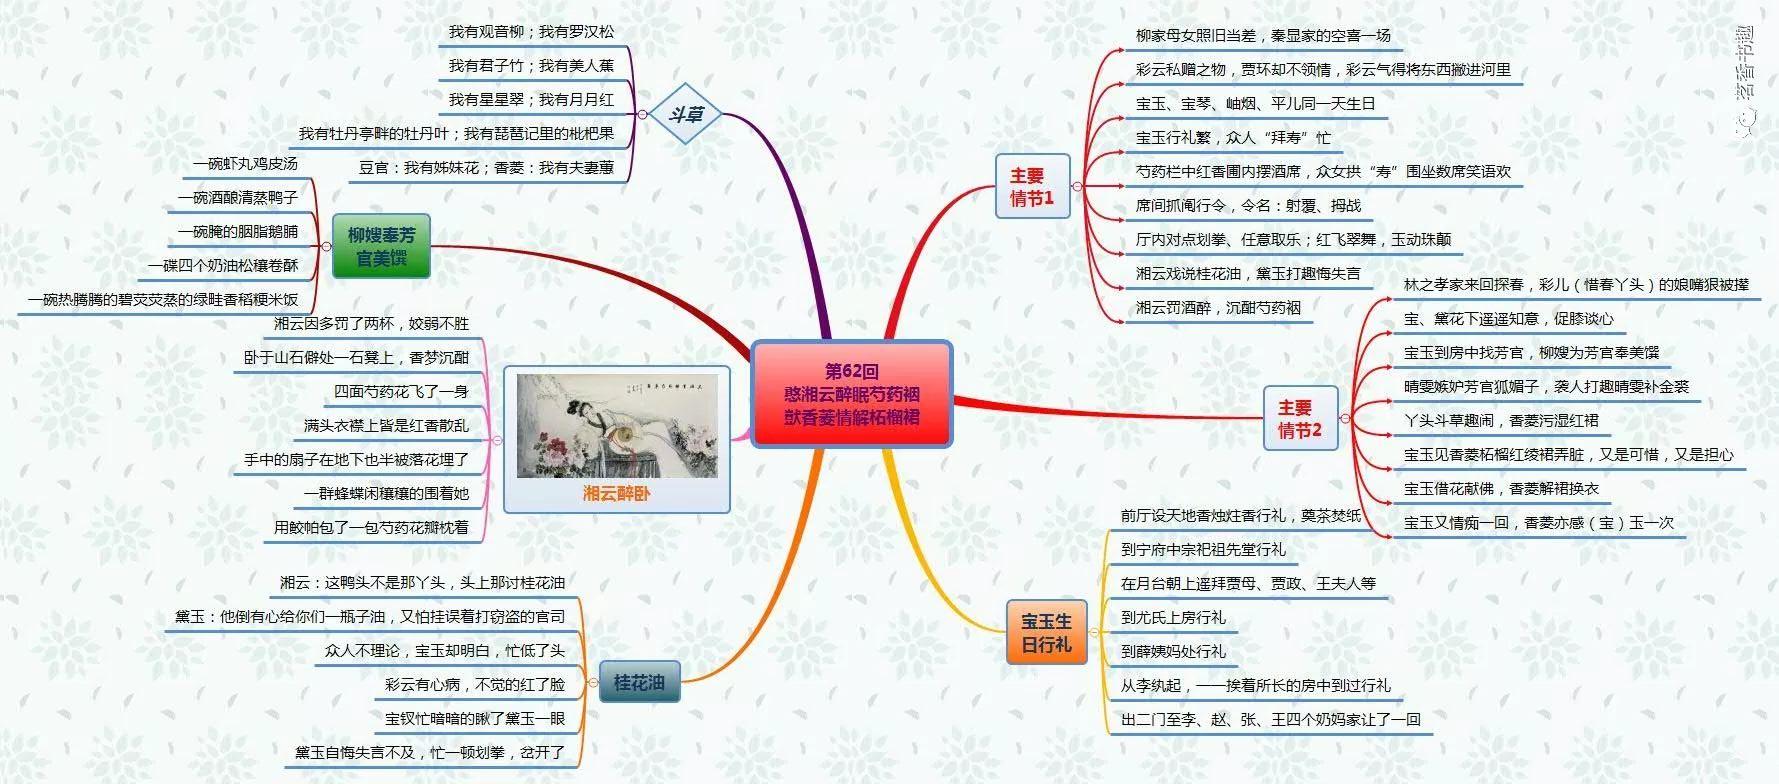 第62回
憨湘云醉眠芍药裀
獃香菱情解柘榴裙
主要
情节1
柳家母女照旧当差，秦显家的空喜一场
彩云私赠之物，贾环却不领情，彩云气得将东西撇进河里
宝玉、宝琴、岫烟、平儿同一天生日
宝玉行礼繁，众人“拜寿”忙
芍药栏中红香圃内摆酒席，众女拱“寿”围坐数席笑语欢
席间抓阄行令，令名：射覆、拇战
厅内对点划拳、任意取乐；红飞翠舞，玉动珠颠
湘云戏说桂花油，黛玉打趣悔失言
湘云罚酒醉，沉酣芍药裀
主要
情节2
林之孝家来回探春，彩儿（惜春丫头）的娘嘴狠被撵
宝、黛花下遥遥知意，促膝谈心
宝玉到房中找芳官，柳嫂为芳官奉美馔
晴雯嫉妒芳官狐媚子，袭人打趣晴雯补金裘
丫头斗草趣闹，香菱污湿红裙
宝玉见香菱柘榴红绫裙弄脏，又是可惜，又是担心
宝玉借花献佛，香菱解裙换衣
宝玉又情痴一回，香菱亦感（宝）玉一次
宝玉生
日行礼
前厅设天地香烛炷香行礼，奠茶焚纸
到宁府中宗祀祖先堂行礼
在月台朝上遥拜贾母、贾政、王夫人等
到尤氏上房行礼
到薛姨妈处行礼
从李纨起，一一挨着所长的房中到过行礼
出二门至李、赵、张、王四个奶妈家让了一回
斗草
我有观音柳；我有罗汉松
我有君子竹；我有美人蕉
我有星星翠；我有月月红
我有牡丹亭畔的牡丹叶；我有琵琶记里的枇杷果
豆官：我有姊妹花；香菱：我有夫妻蕙
柳嫂奉芳
官美馔
一碗虾丸鸡皮汤
一碗酒酿清蒸鸭子
一碗腌的胭脂鹅脯
一碟四个奶油松穰卷酥
一碗热腾腾的碧荧荧蒸的绿畦香稻粳米饭
湘云醉卧
湘云因多罚了两杯，姣弱不胜
卧于山石僻处一石凳上，香梦沉酣
四面芍药花飞了一身
满头衣襟上皆是红香散乱
手中的扇子在地下也半被落花埋了
一群蜂蝶闹穰穰的围着她
用鲛帕包了一包芍药花瓣枕着
桂花油
湘云：这鸭头不是那丫头，头上那讨桂花油
黛玉：他倒有心给你们一瓶子油，又怕挂误着打窃盗的官司
众人不理论，宝玉却明白，忙低了头
彩云有心病，不觉的红了脸
宝钗忙暗暗的瞅了黛玉一眼
黛玉自悔失言不及，忙一顿划拳，岔开了
茗香书趣